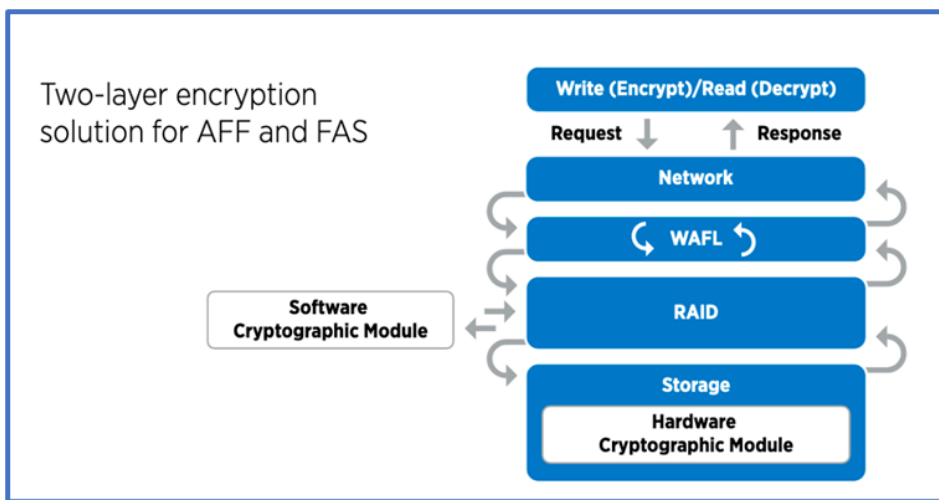 Two-layer encryption
solution for AFF and FAS
Write (Encrypt)/Read (Decrypt)
Request
Response
Network
WAFL
RAID
Software
Cryptographic Module
Storage
Hardware
Cryptographic Module